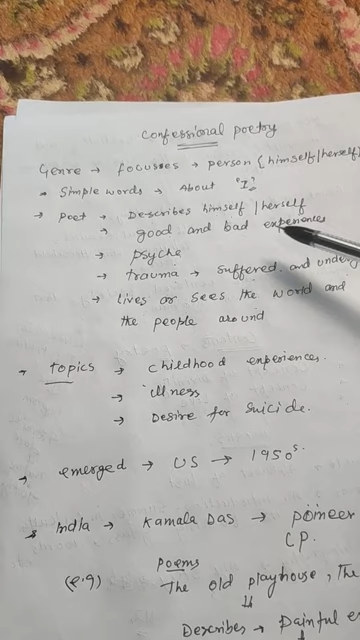 Confessional poetry
Genre → focusses → person {himself/herself}
→ Simple words → About "I"
→ Poet → Describes himself/herself
→ good and bad experiences
→ psyche
→ trauma → suffered and under
→ lives or sees the world and
the people around
→ Topics → childhood experiences.
→ illness
→ Desire for Suicide.
→ emerged → US → 1950s.
→ India → Kamala Das → poineer
CP.
Poems
(e.g) The old playhouse, The
Describes → Painful e